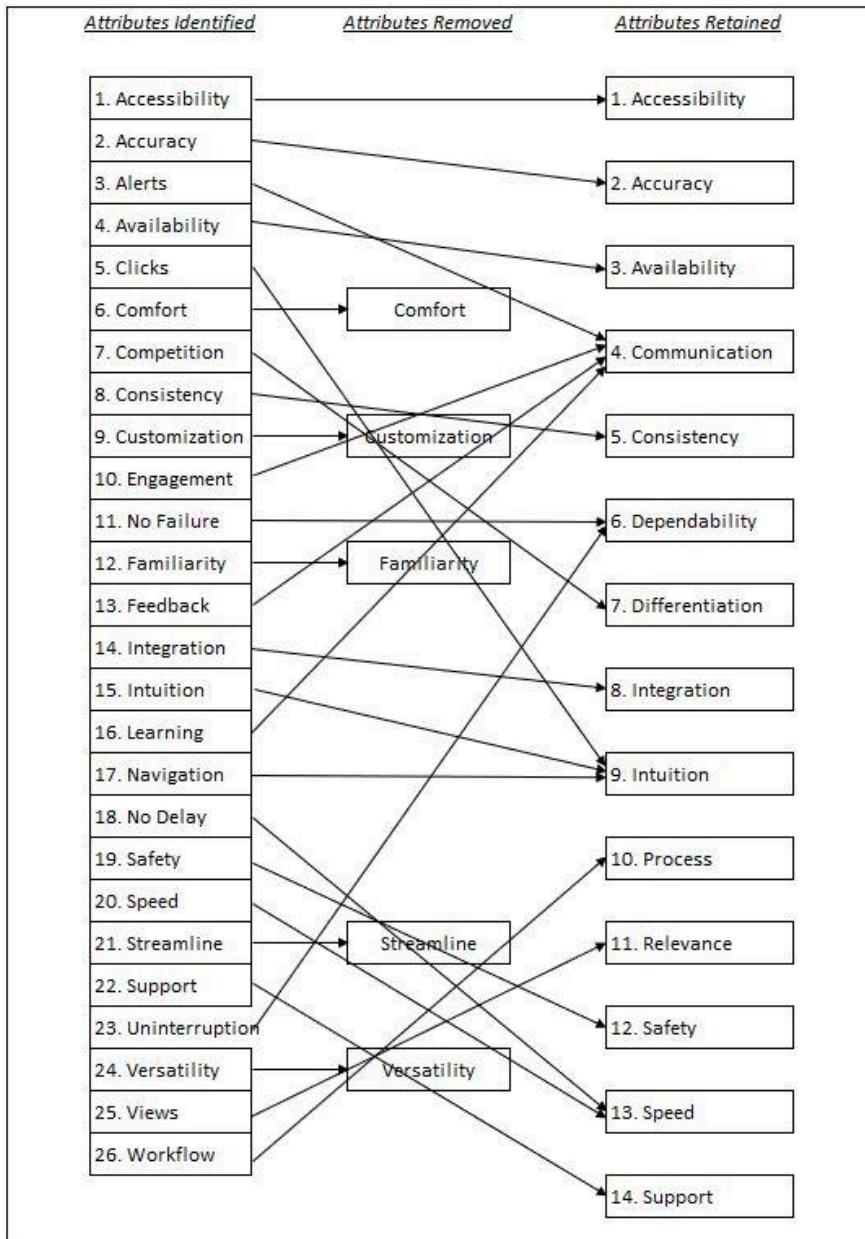 Attributes Identified
Attributes Removed
Attributes Retained
1. Accessibility
2. Accuracy
3. Alerts
4. Availability
5. Clicks
6. Comfort
7. Competition
8. Consistency
9. Customization
10. Engagement
11. No Failure
12. Familiarity
13. Feedback
14. Integration
15. Intuition
16. Learning
17. Navigation
18. No Delay
19. Safety
20. Speed
21. Streamline
22. Support
23. Uninterruption
24. Versatility
25. Views
26. Workflow
Comfort
Customization
Familiarity
Streamline
Versatility
1. Accessibility
2. Accuracy
3. Availability
4. Communication
5. Consistency
6. Dependability
7. Differentiation
8. Integration
9. Intuition
10. Process
11. Relevance
12. Safety
13. Speed
14. Support